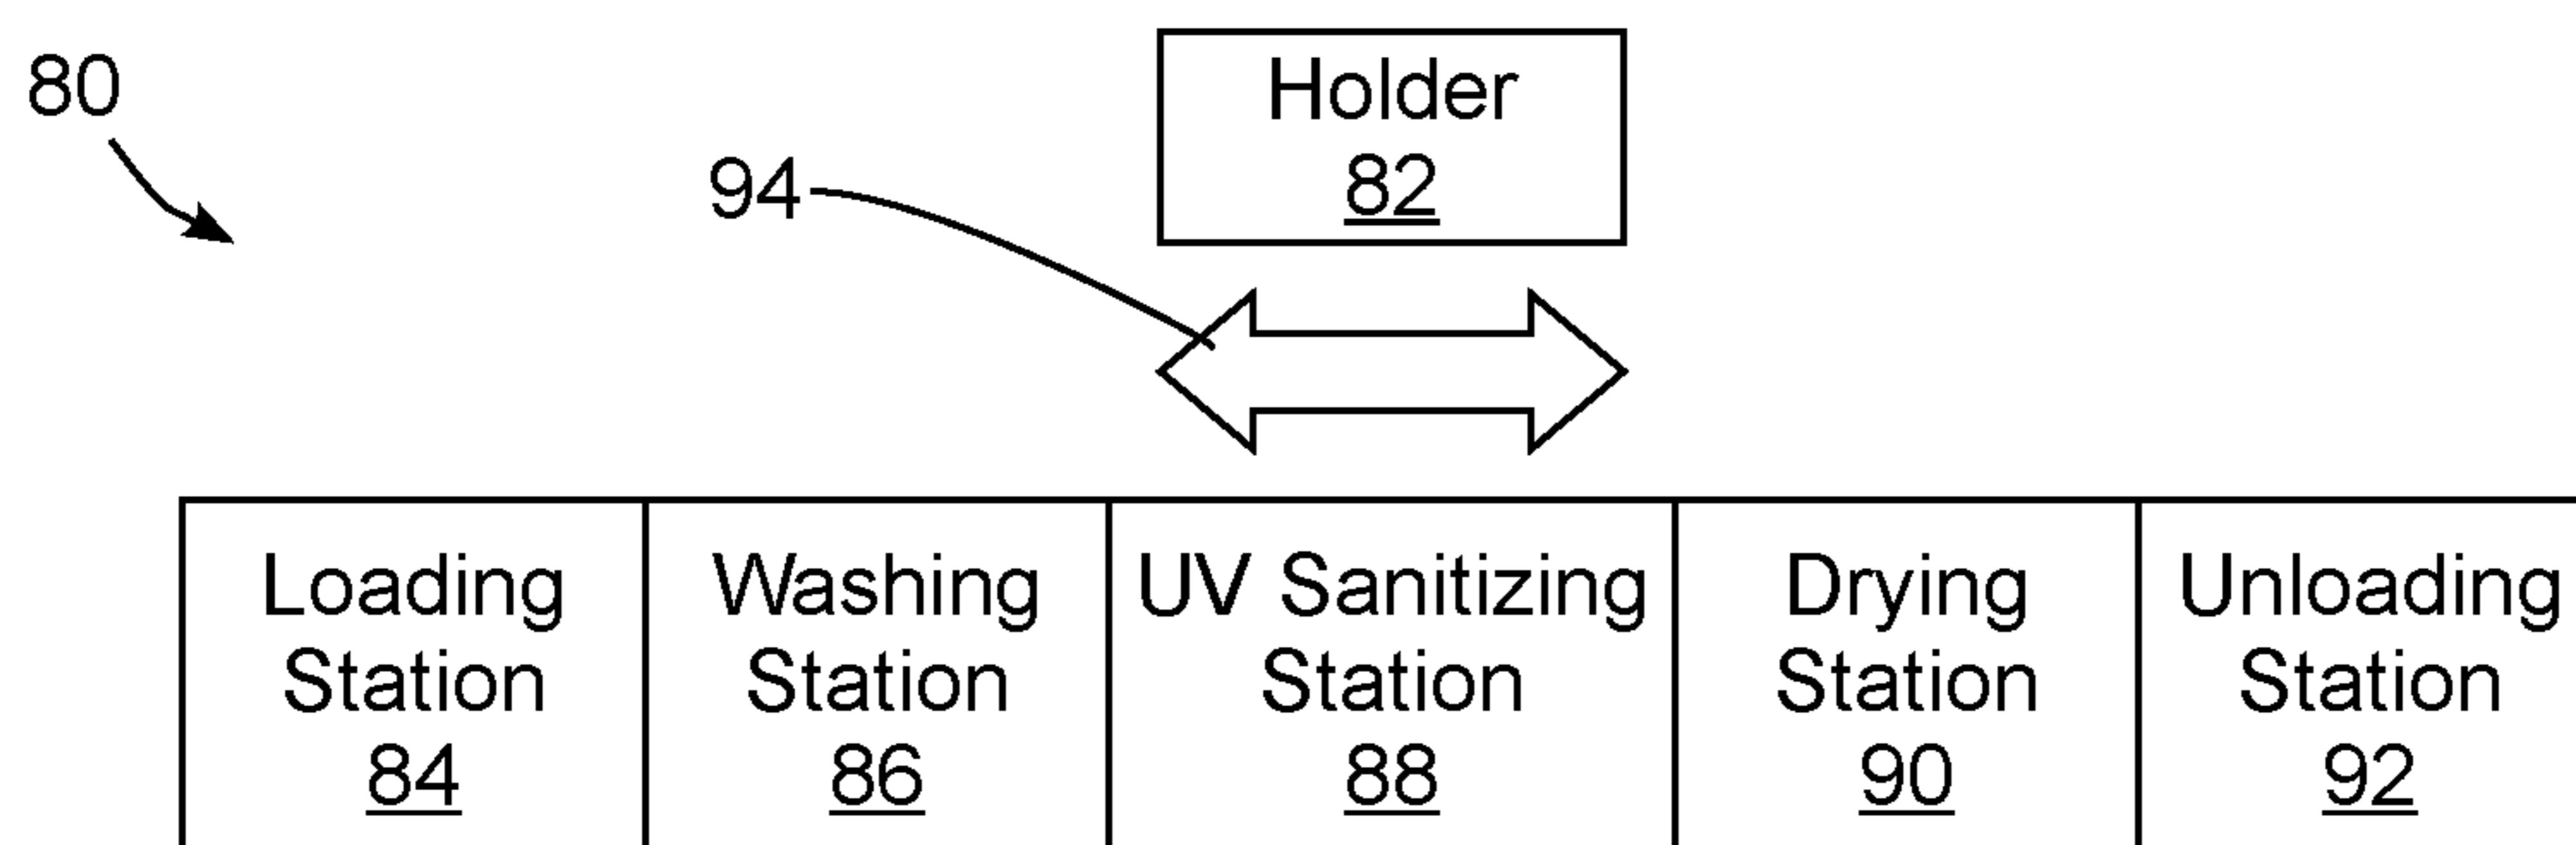 80
Holder
82
94
Loading
Station
84
Washing
Station
86
UV Sanitizing
Station
88
Drying
Station
90
Unloading
Station
92